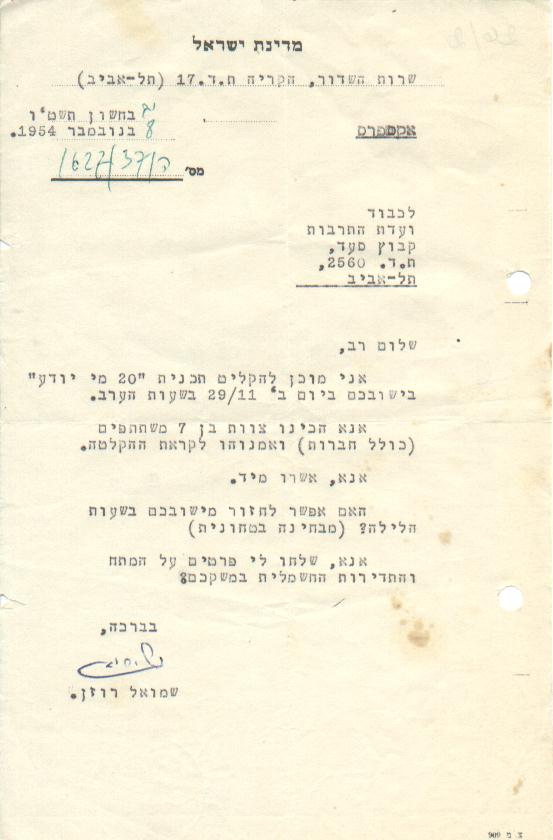 מדינת ישראל
שרות השדור, הקריה ת.ד.17 (תל-אביב)
בחשון תשט'ו
8 בנובמבר 1954.
אקספרס
מס' 1622/37/ק
לכבוד
ועדת התרבות
קבוץ סעד,
ת.ד. 2560,
תל-אביב
שלום רב,
אני מוכן להקליט תכנית "20 מי יודע"
בישובכם ביום ב' 29/11 בשעות הערב.
אנא הכינו צוות בן 7 משתתפים
(כולל חברות) ואמנוהו לקראת ההקלטה.
אנא, אשרו מיד.
האם אפשר לחזור מישובכם בשעות
הלילה? (מבחינה בטחונית)
אנא, שלחו לי פרטים על המתח
והתדירות החשמלית במשקכם?
בברכה,
שמואל רוזן.
צ. מ 909